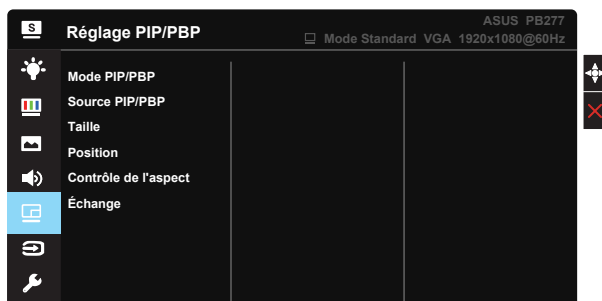 S
Réglage PIP/PBP
ASUS PB277
Mode Standard VGA 1920x1080@60Hz
Mode PIP/PBP
Source PIP/PBP
Taille
Position
Contrôle de l'aspect
Échange